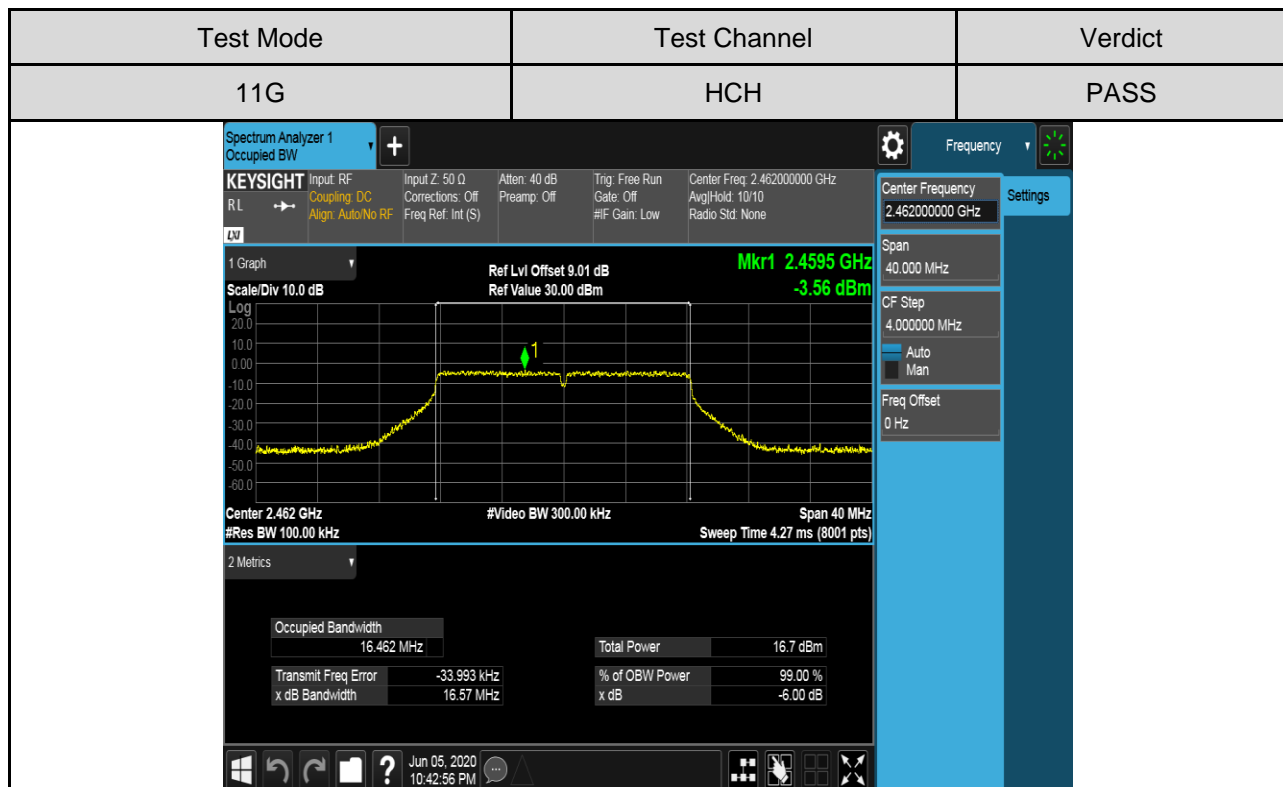 Test Mode Test Channel Verdict
11G HCH PASS
Spectrum Analyzer 1
Occupied BW
+
Frequency
KEYSIGHT Input: RF Input Z: 50 Ω Atten: 40 dB Trig: Free Run Center Freq: 2.462000000 GHz
RL Coupling: DC Corrections: Off Preamp: Off Gate: Off Avg|Hold: 10/10
Align: Auto/No RF Freq Ref: Int (S) #IF Gain: Low Radio Std: None
LXI
Center Frequency
2.462000000 GHz
Settings
Span
40.000 MHz
CF Step
4.000000 MHz
Auto
Man
Freq Offset
0 Hz
1 Graph Ref Lvl Offset 9.01 dB Mkr1 2.4595 GHz
Scale/Div 10.0 dB Ref Value 30.00 dBm -3.56 dBm
Log
20.0
10.0
0.00
-10.0
-20.0
-30.0
-40.0
-50.0
-60.0
1
Center 2.462 GHz #Video BW 300.00 kHz Span 40 MHz
#Res BW 100.00 kHz Sweep Time 4.27 ms (8001 pts)
2 Metrics
Occupied Bandwidth
16.462 MHz Total Power 16.7 dBm
Transmit Freq Error -33.993 kHz % of OBW Power 99.00 %
x dB Bandwidth 16.57 MHz x dB -6.00 dB
? Jun 05, 2020
10:42:56 PM